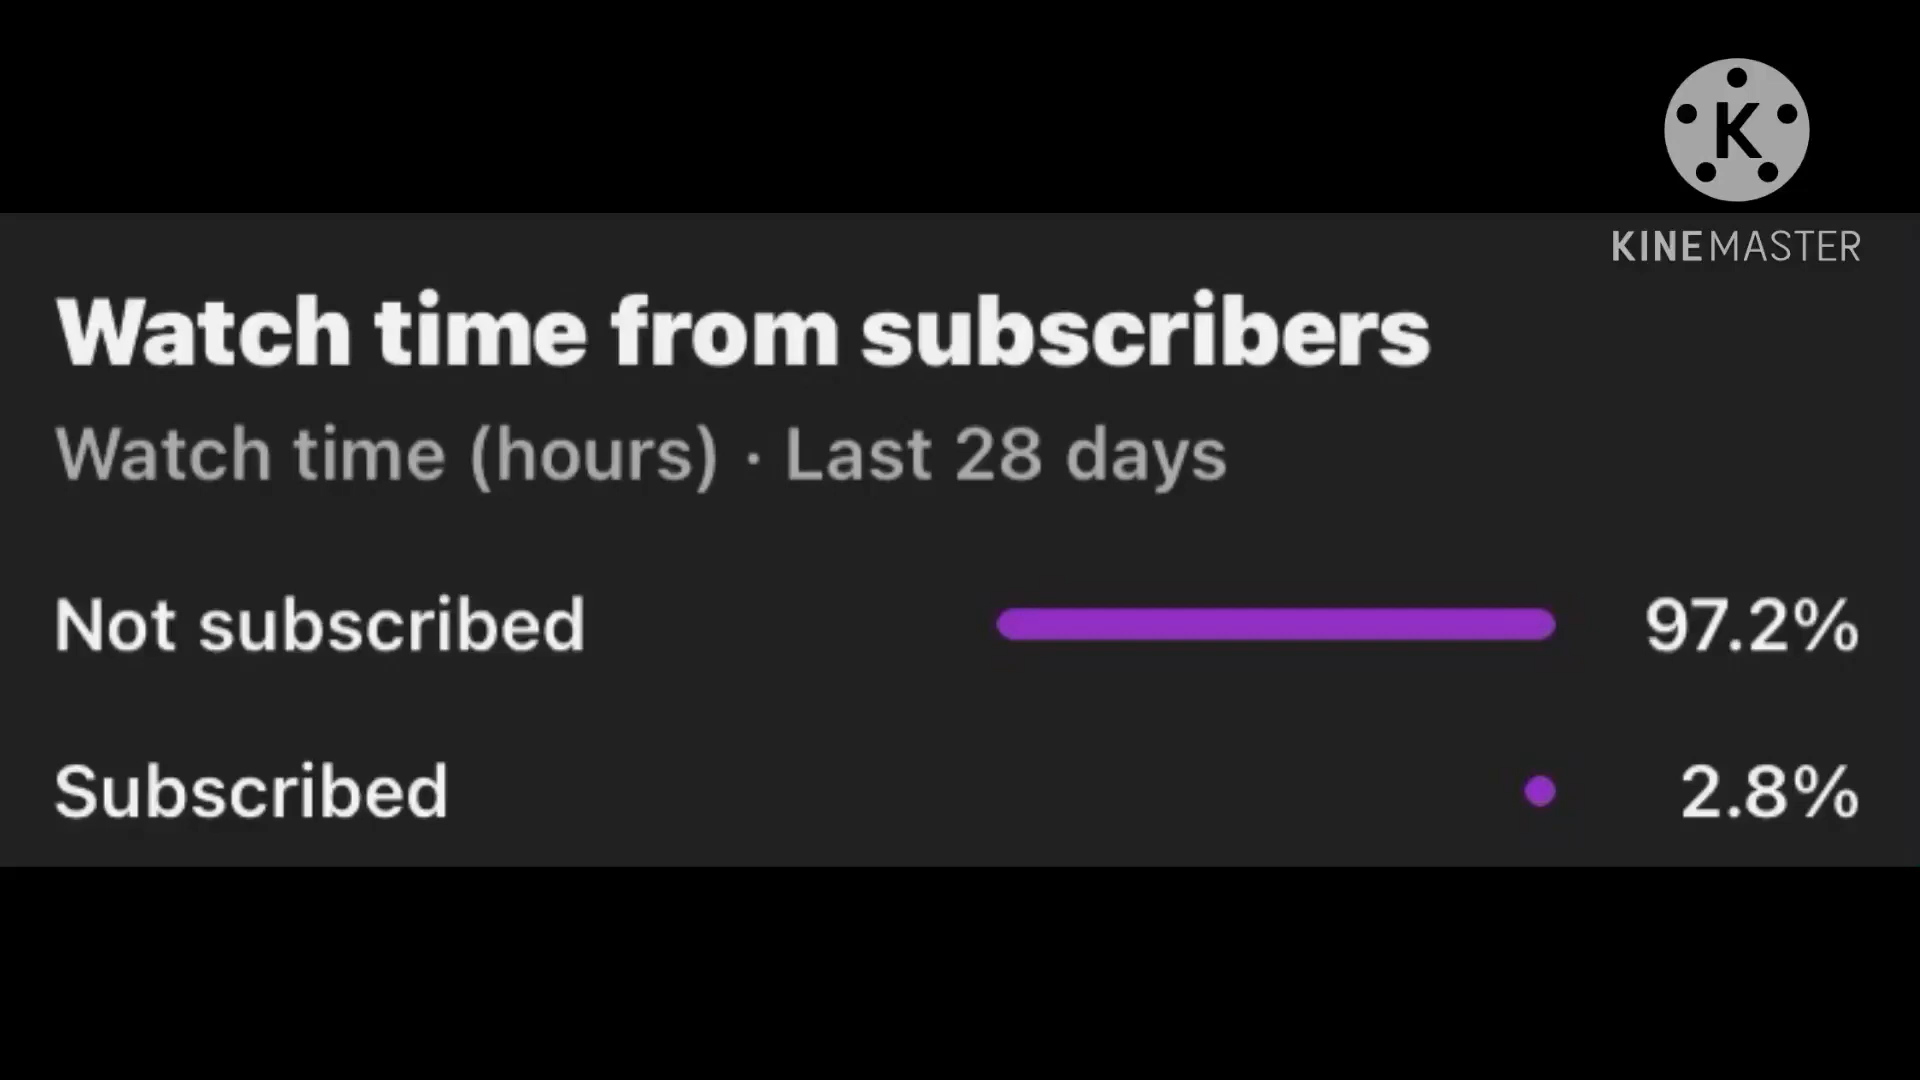 K
KINEMASTER
Watch time from subscribers
Watch time (hours) · Last 28 days
Not subscribed 97.2%
Subscribed 2.8%